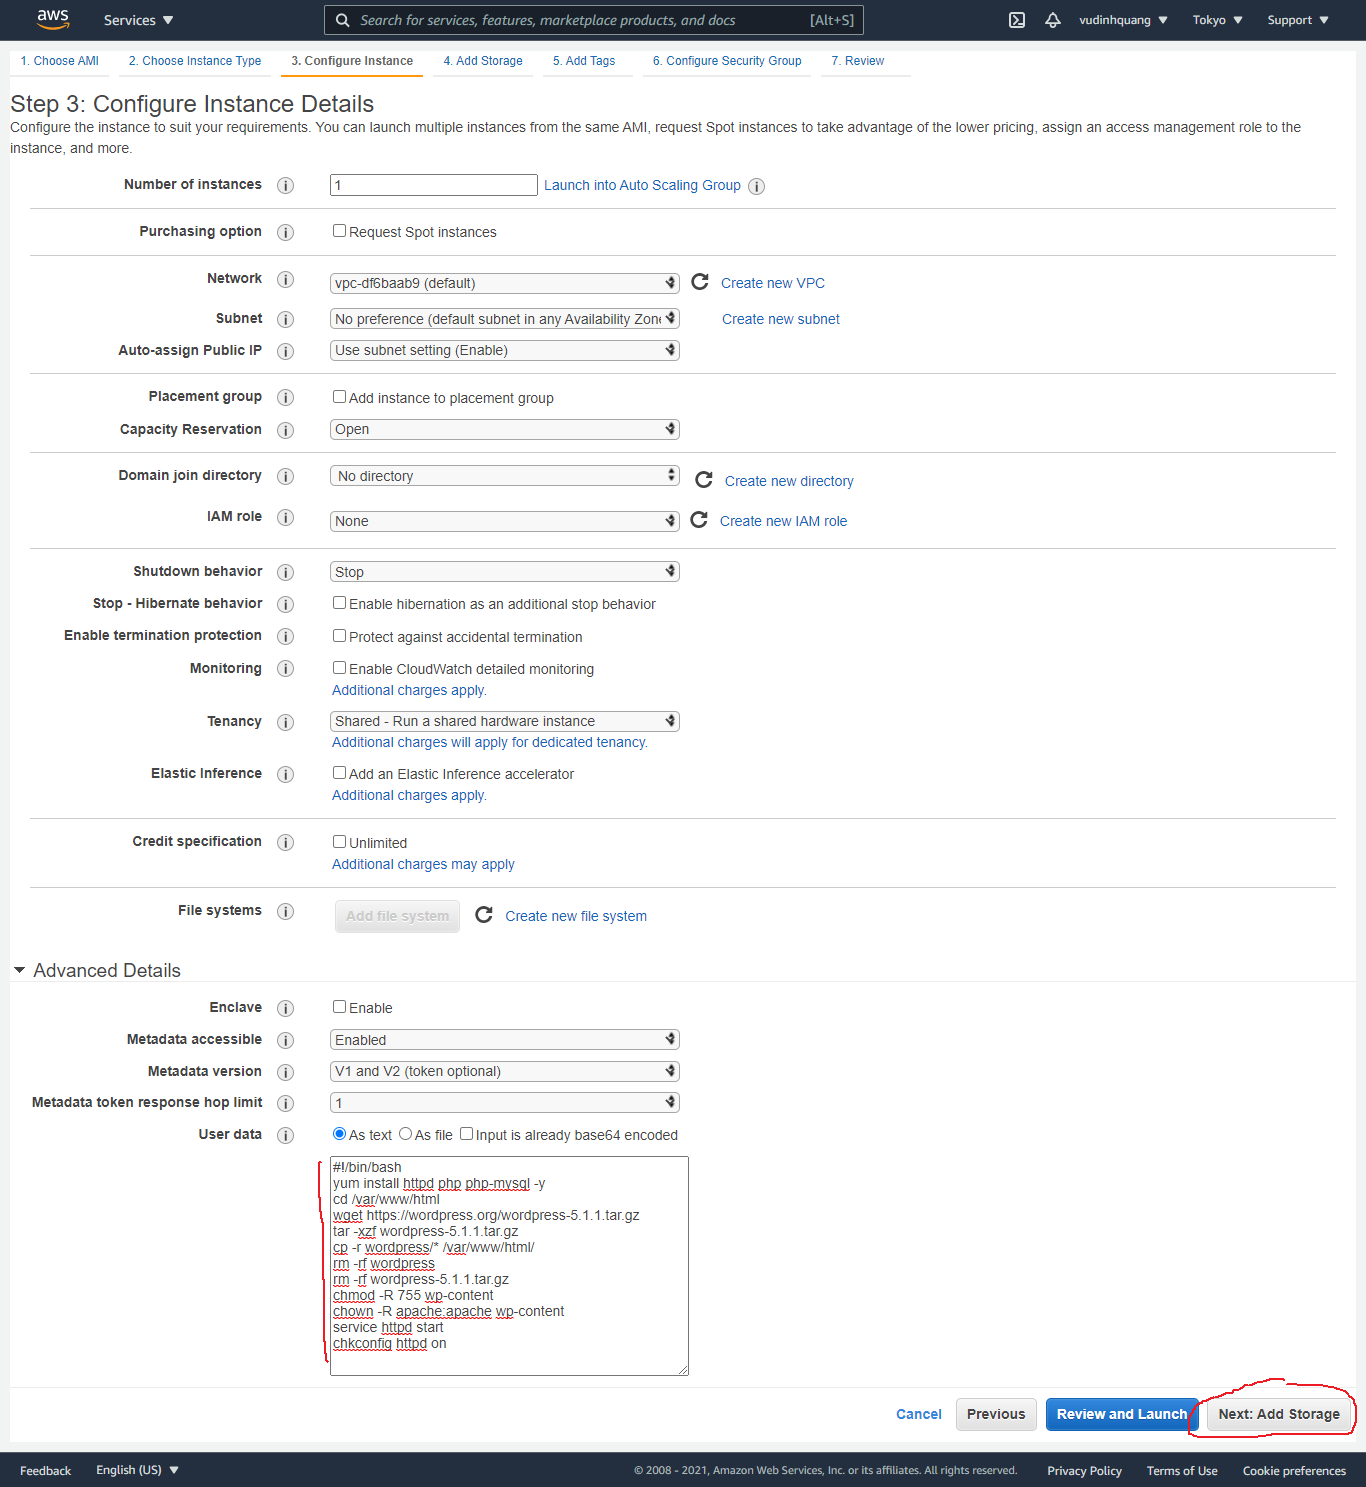 aws
Services
Search for services, features, marketplace products, and docs
[Alt+S]
vudinhquang
Tokyo
Support
1. Choose AMI
2. Choose Instance Type
3. Configure Instance
4. Add Storage
5. Add Tags
6. Configure Security Group
7. Review
Step 3: Configure Instance Details
Configure the instance to suit your requirements. You can launch multiple instances from the same AMI, request Spot instances to take advantage of the lower pricing, assign an access management role to the
instance, and more.
Number of instances
1
Launch into Auto Scaling Group
Purchasing option
Request Spot instances
Network
vpc-df6baab9 (default)
Create new VPC
Subnet
No preference (default subnet in any Availability Zone
Create new subnet
Auto-assign Public IP
Use subnet setting (Enable)
Placement group
Add instance to placement group
Capacity Reservation
Open
Domain join directory
No directory
Create new directory
IAM role
None
Create new IAM role
Shutdown behavior
Stop
Stop - Hibernate behavior
Enable hibernation as an additional stop behavior
Enable termination protection
Protect against accidental termination
Monitoring
Enable CloudWatch detailed monitoring
Additional charges apply.
Tenancy
Shared - Run a shared hardware instance
Additional charges will apply for dedicated tenancy.
Elastic Inference
Add an Elastic Inference accelerator
Additional charges apply.
Credit specification
Unlimited
Additional charges may apply
File systems
Add file system
Create new file system
Advanced Details
Enclave
Enable
Metadata accessible
Enabled
Metadata version
V1 and V2 (token optional)
Metadata token response hop limit
1
User data
As text
As file
Input is already base64 encoded
#!/bin/bash
yum install httpd php php-mysql -y
cd /var/www/html
wget https://wordpress.org/wordpress-5.1.1.tar.gz
tar -xzf wordpress-5.1.1.tar.gz
cp -r wordpress/* /var/www/html/
rm -rf wordpress
rm -rf wordpress-5.1.1.tar.gz
chmod -R 755 wp-content
chown -R apache:apache wp-content
service httpd start
chkconfig httpd on
Cancel
Previous
Review and Launch
Next: Add Storage
Feedback
English (US)
© 2008 - 2021, Amazon Web Services, Inc. or its affiliates. All rights reserved.
Privacy Policy
Terms of Use
Cookie preferences